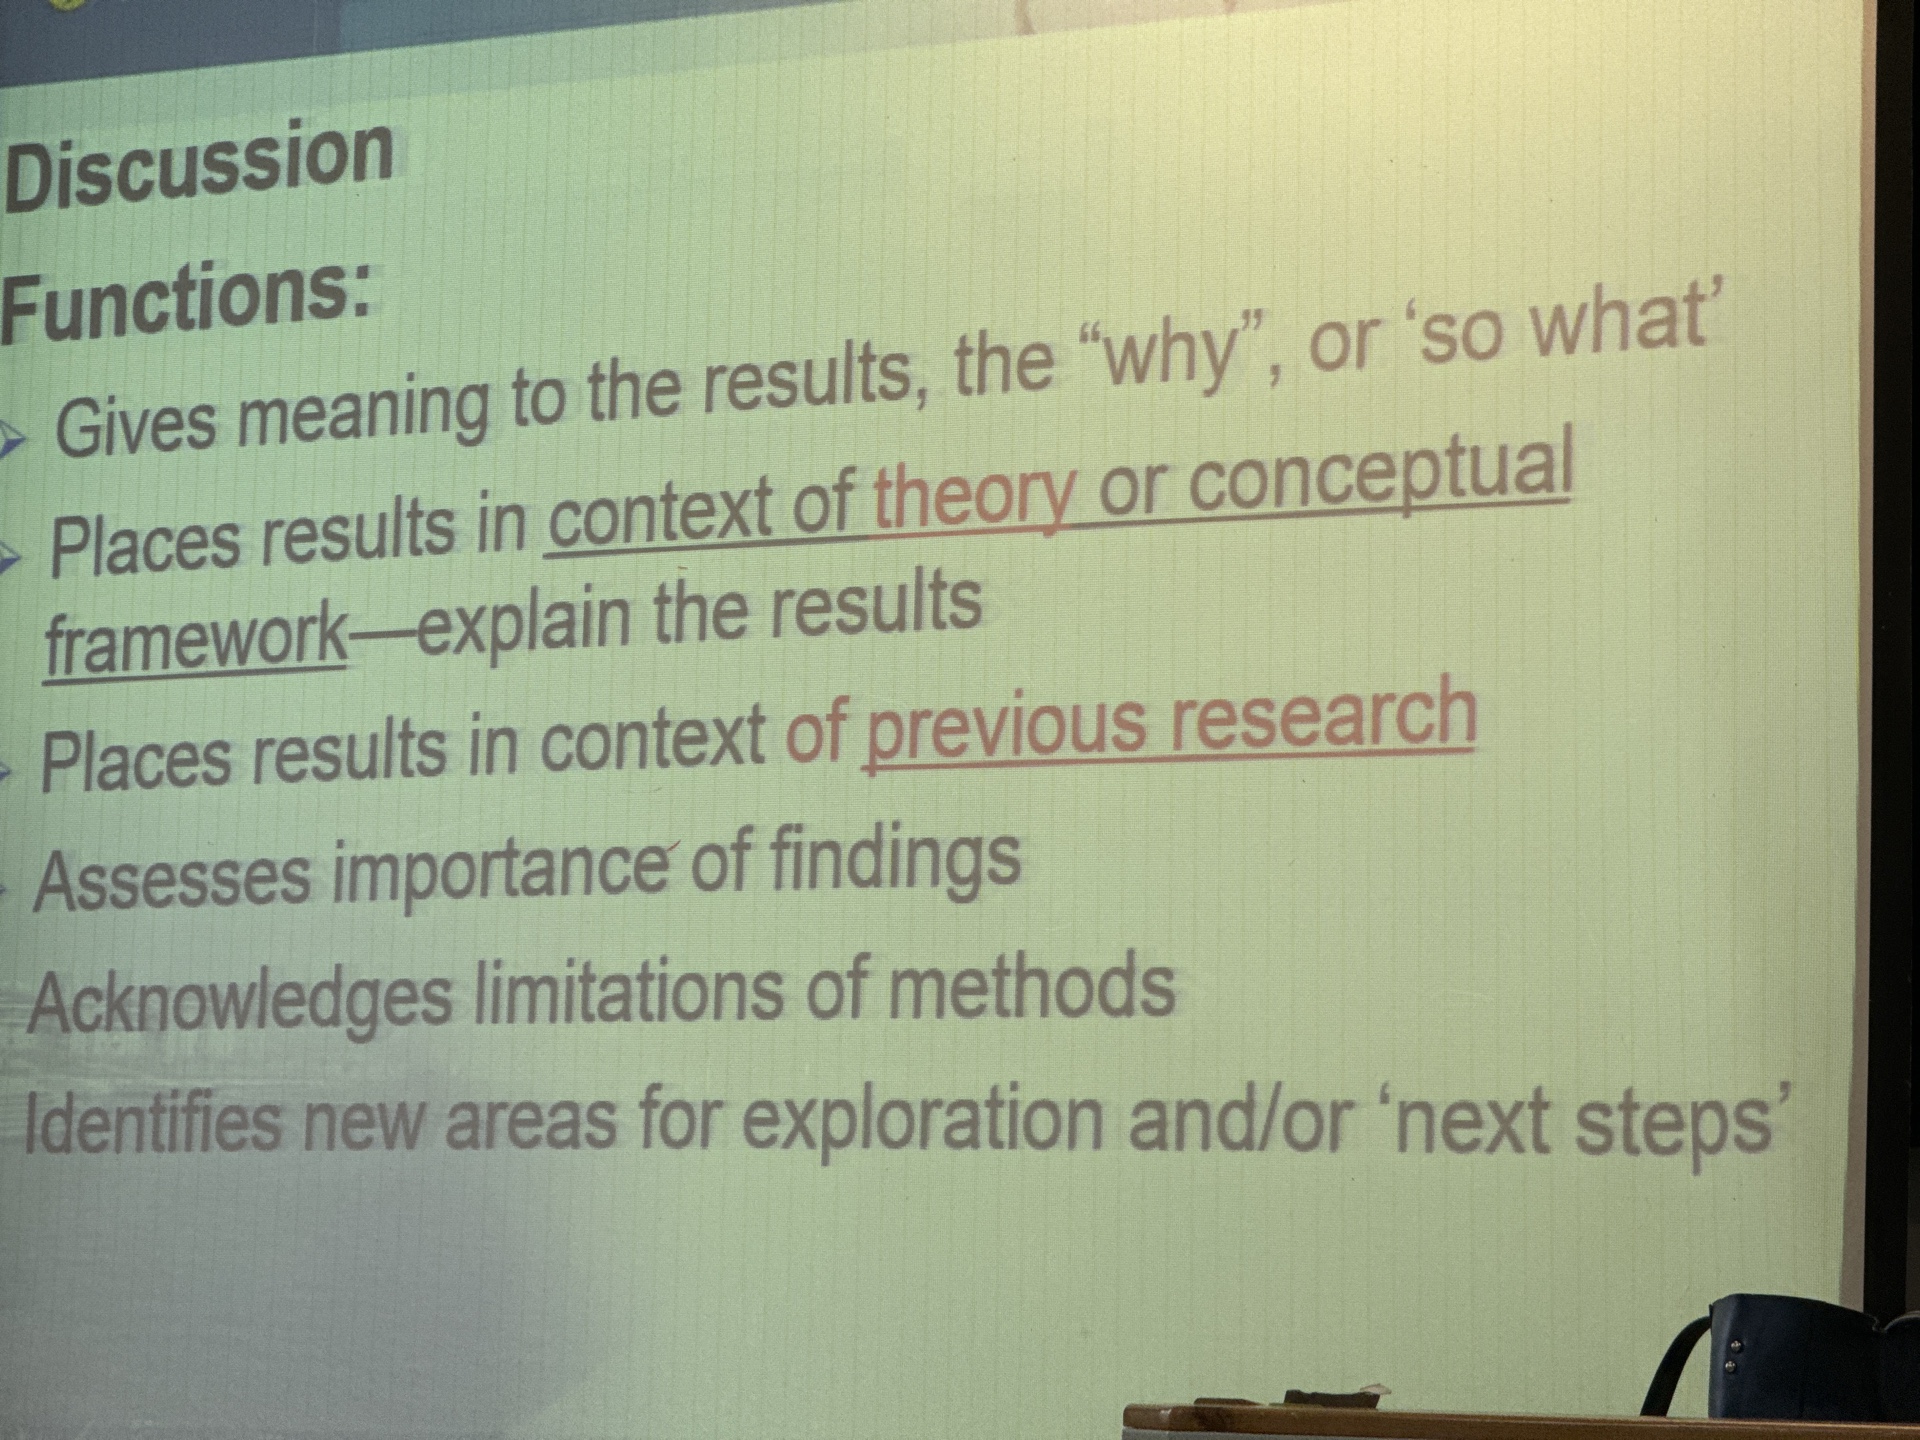 Discussion
Functions:
Gives meaning to the results, the “why”, or ‘so what’
Places results in context of theory or conceptual
framework—explain the results
Places results in context of previous research
Assesses importance of findings
Acknowledges limitations of methods
Identifies new areas for exploration and/or ‘next steps’